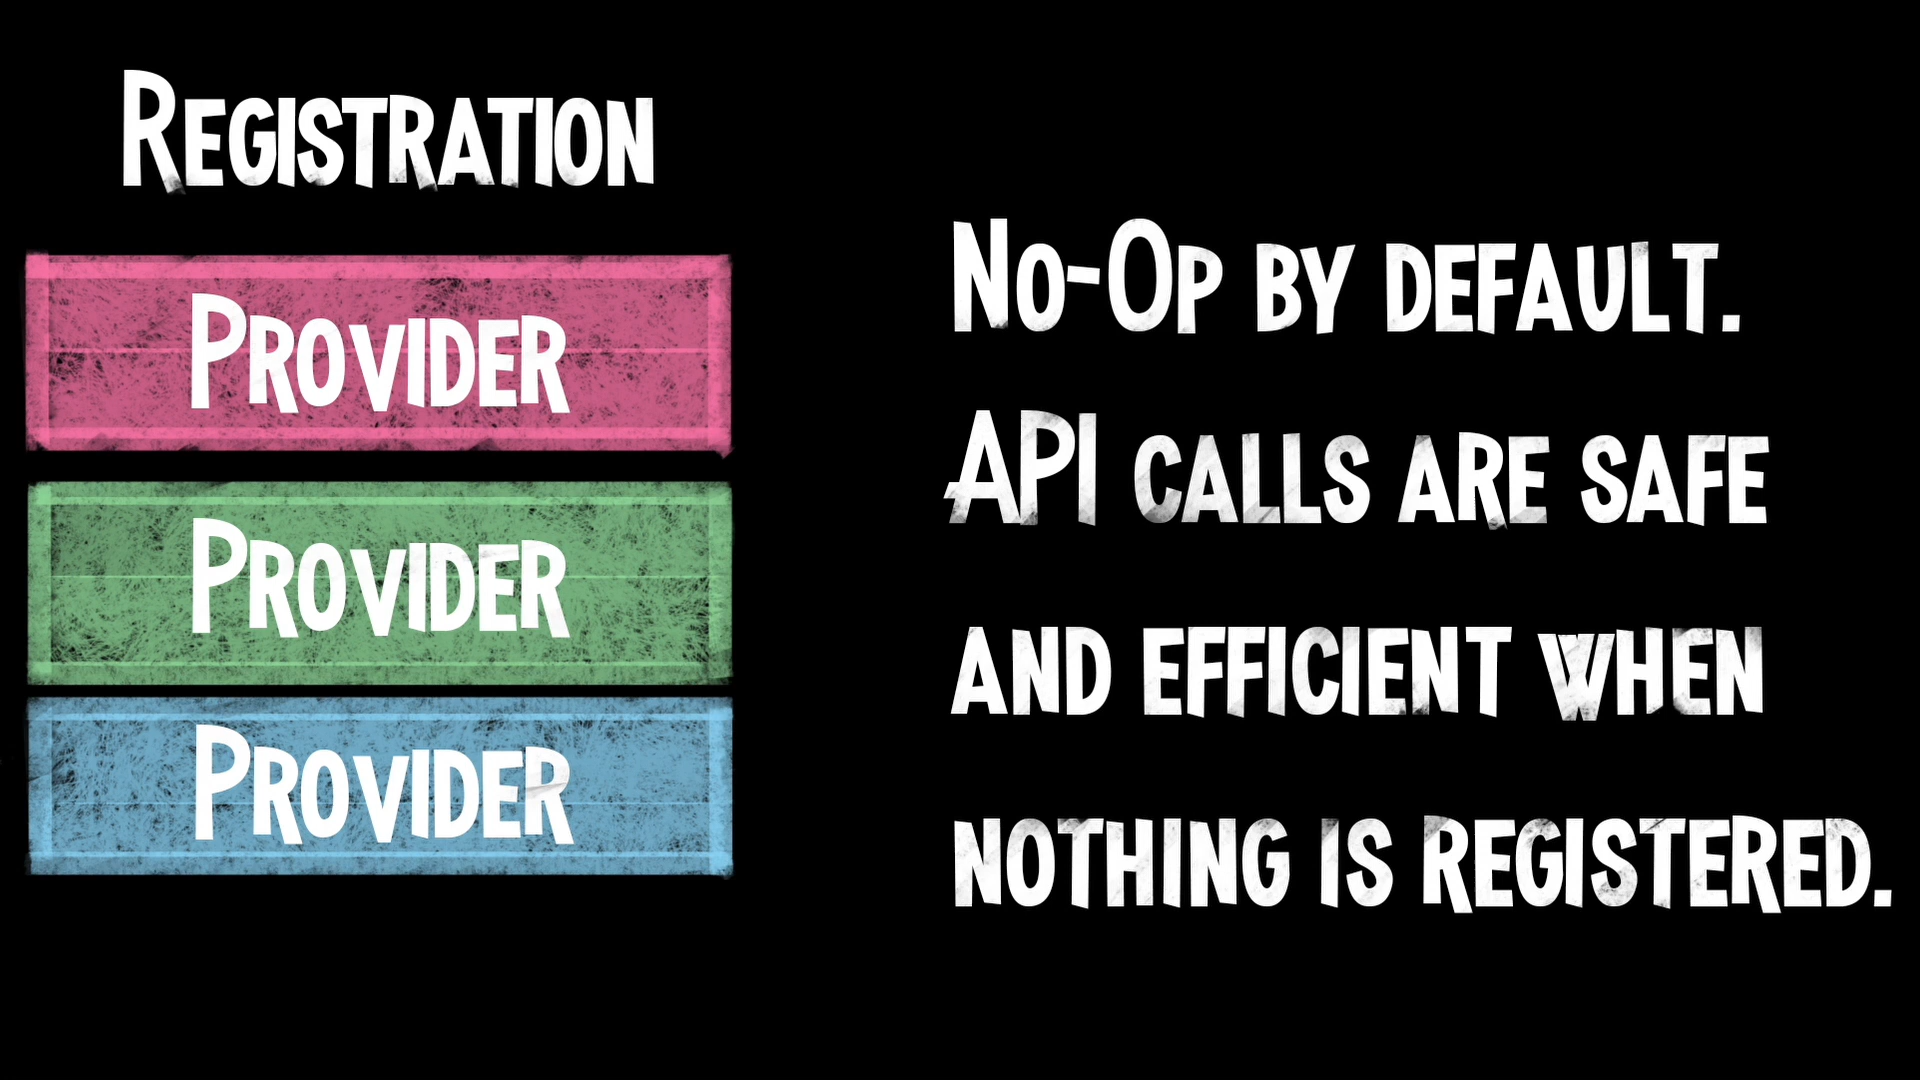 Registration
Provider
Provider
Provider
No-Op by default.
API calls are safe
and efficient when
nothing is registered.